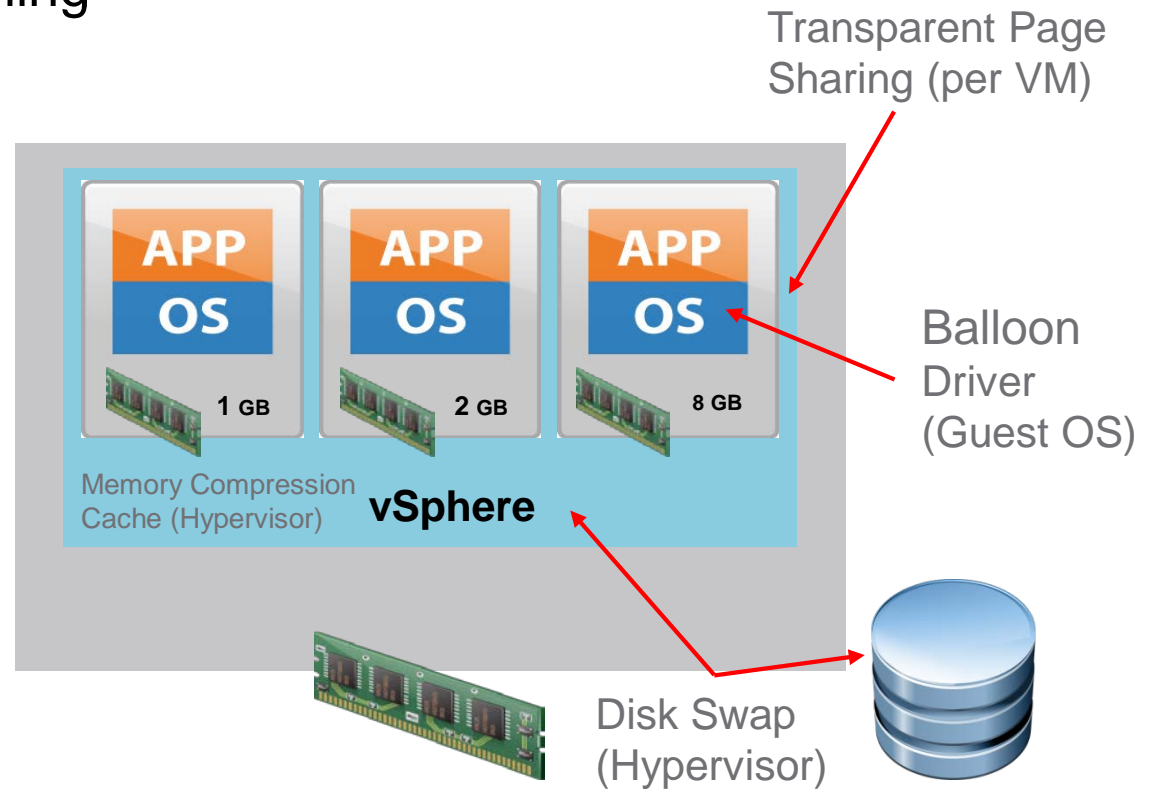 Transparent Page
Sharing (per VM)
APP
OS
1 GB
APP
OS
2 GB
APP
OS
8 GB
Balloon
Driver
(Guest OS)
Memory Compression
Cache (Hypervisor)
vSphere
Disk Swap
(Hypervisor)